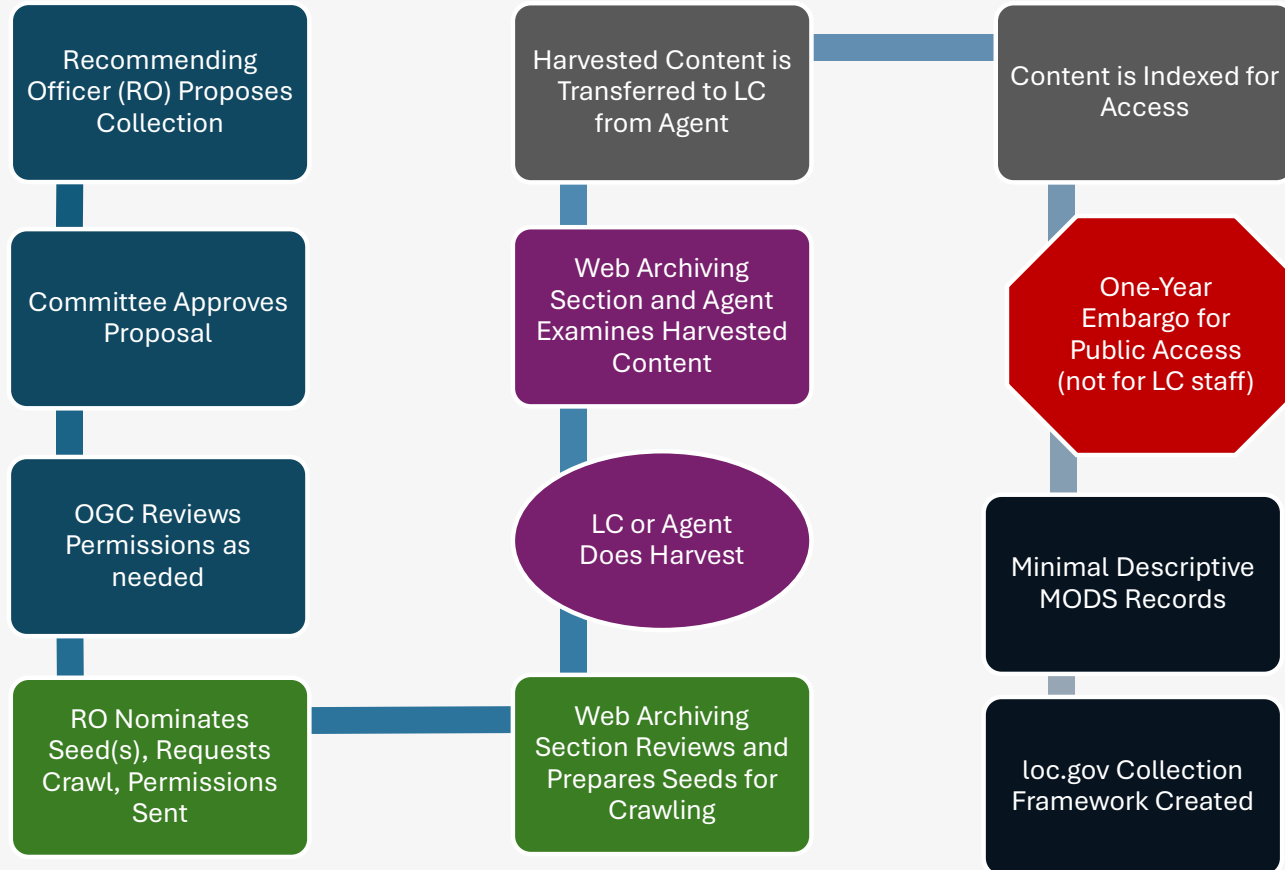 Recommending
Officer (RO) Proposes
Collection
Committee Approves
Proposal
OGC Reviews
Permissions as
needed
RO Nominates
Seed(s), Requests
Crawl, Permissions
Sent
Web Archiving
Section Reviews and
Prepares Seeds for
Crawling
LC or Agent
Does Harvest
Web Archiving
Section and Agent
Examines Harvested
Content
Harvested Content is
Transferred to LC
from Agent
Content is Indexed for
Access
One-Year
Embargo for
Public Access
(not for LC staff)
Minimal Descriptive
MODS Records
loc.gov Collection
Framework Created